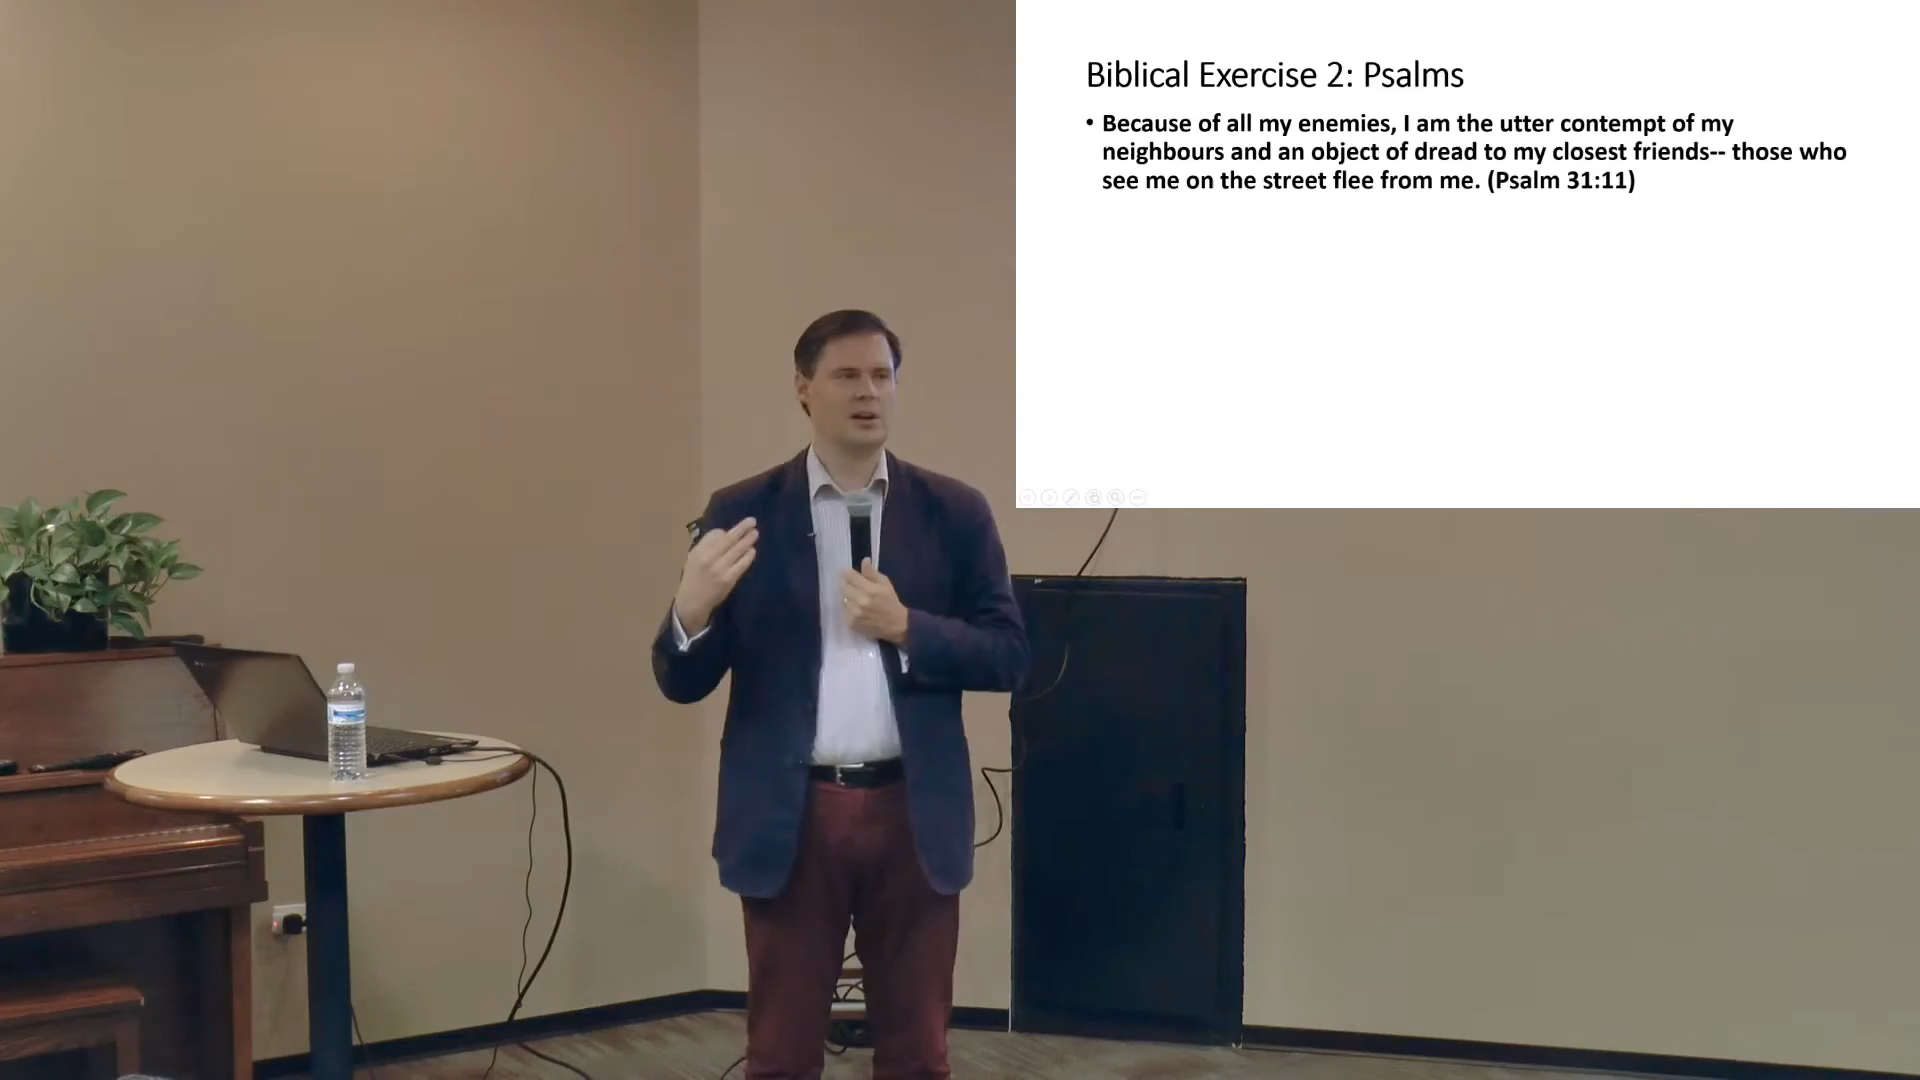 Biblical Exercise 2: Psalms
• Because of all my enemies, I am the utter contempt of my
neighbours and an object of dread to my closest friends-- those who
see me on the street flee from me. (Psalm 31:11)